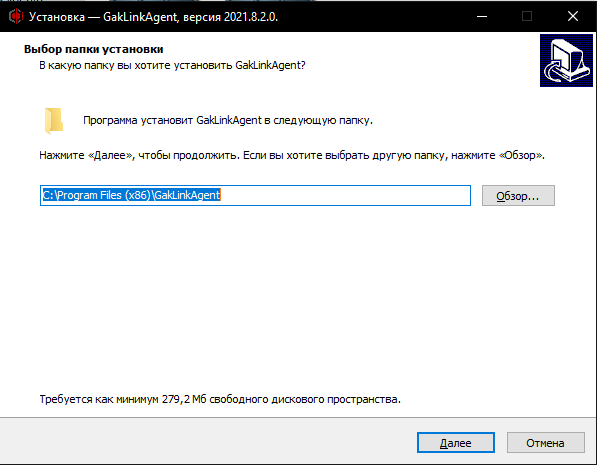 Установка — GakLinkAgent, версия 2021.8.2.0.
Выбор папки установки
В какую папку вы хотите установить GakLinkAgent?
Программа установит GakLinkAgent в следующую папку.
Нажмите «Далее», чтобы продолжить. Если вы хотите выбрать другую папку, нажмите «Обзор».
C:\Program Files (x86)\GakLinkAgent
Обзор...
Требуется как минимум 279,2 Мб свободного дискового пространства.
Далее
Отмена